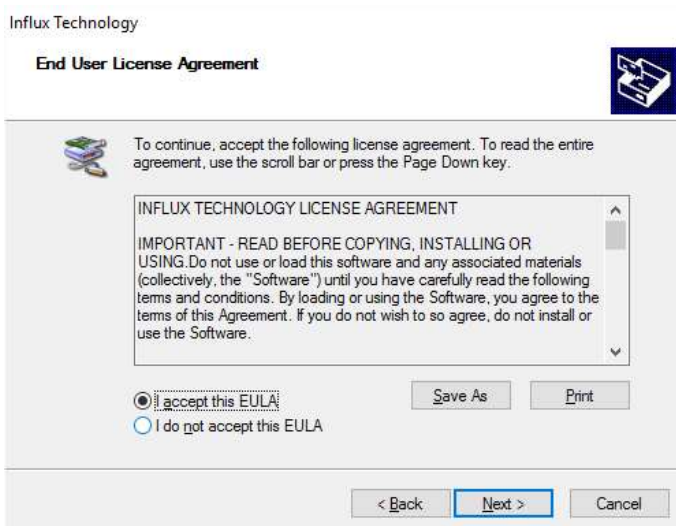 Influx Technology
End User License Agreement
To continue, accept the following license agreement. To read the entire
agreement, use the scroll bar or press the Page Down key.
INFLUX TECHNOLOGY LICENSE AGREEMENT
IMPORTANT - READ BEFORE COPYING, INSTALLING OR
USING.Do not use or load this software and any associated materials
(collectively, the "Software") until you have carefully read the following
terms and conditions. By loading or using the Software, you agree to the
terms of this Agreement. If you do not wish to so agree, do not install or
use the Software.
I accept this EULA
I do not accept this EULA
Save As
Print
< Back
Next >
Cancel